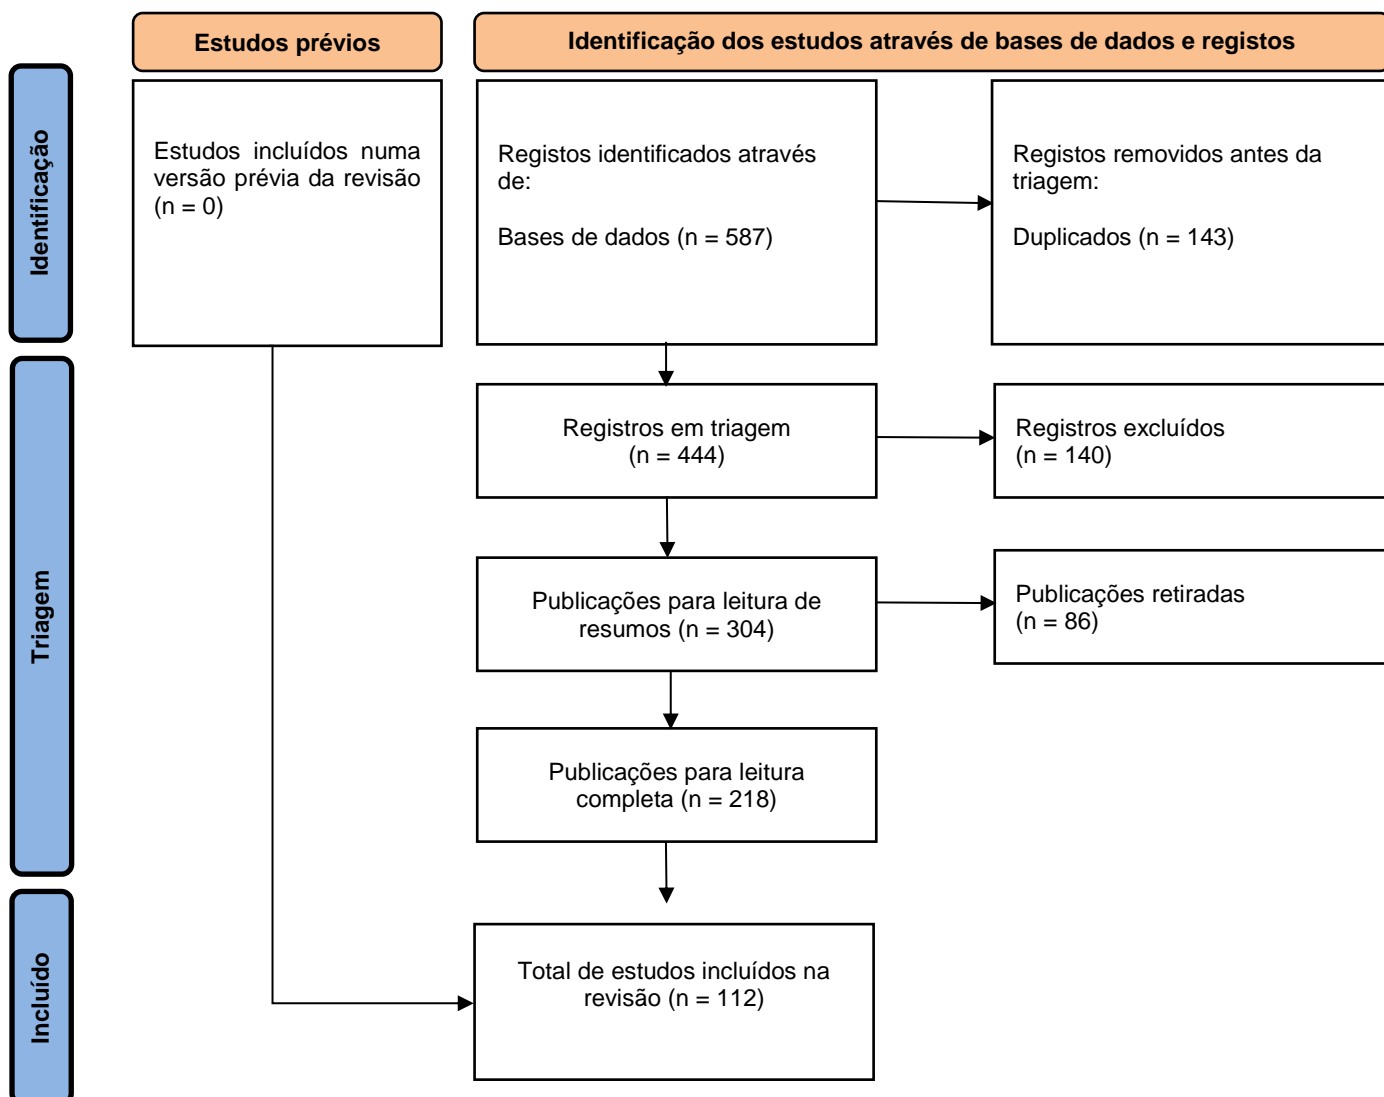 Estudos prévios
Identificação dos estudos através de bases de dados e registos
Identificação
Estudos incluídos numa
versão prévia da revisão
(n = 0)
Registos identificados através
de:
Bases de dados (n = 587)
Registos removidos antes da
triagem:
Duplicados (n = 143)
Triagem
Registros em triagem
(n = 444)
Registros excluídos
(n = 140)
Publicações para leitura de
resumos (n = 304)
Publicações retiradas
(n = 86)
Publicações para leitura
completa (n = 218)
Incluído
Total de estudos incluídos na
revisão (n = 112)